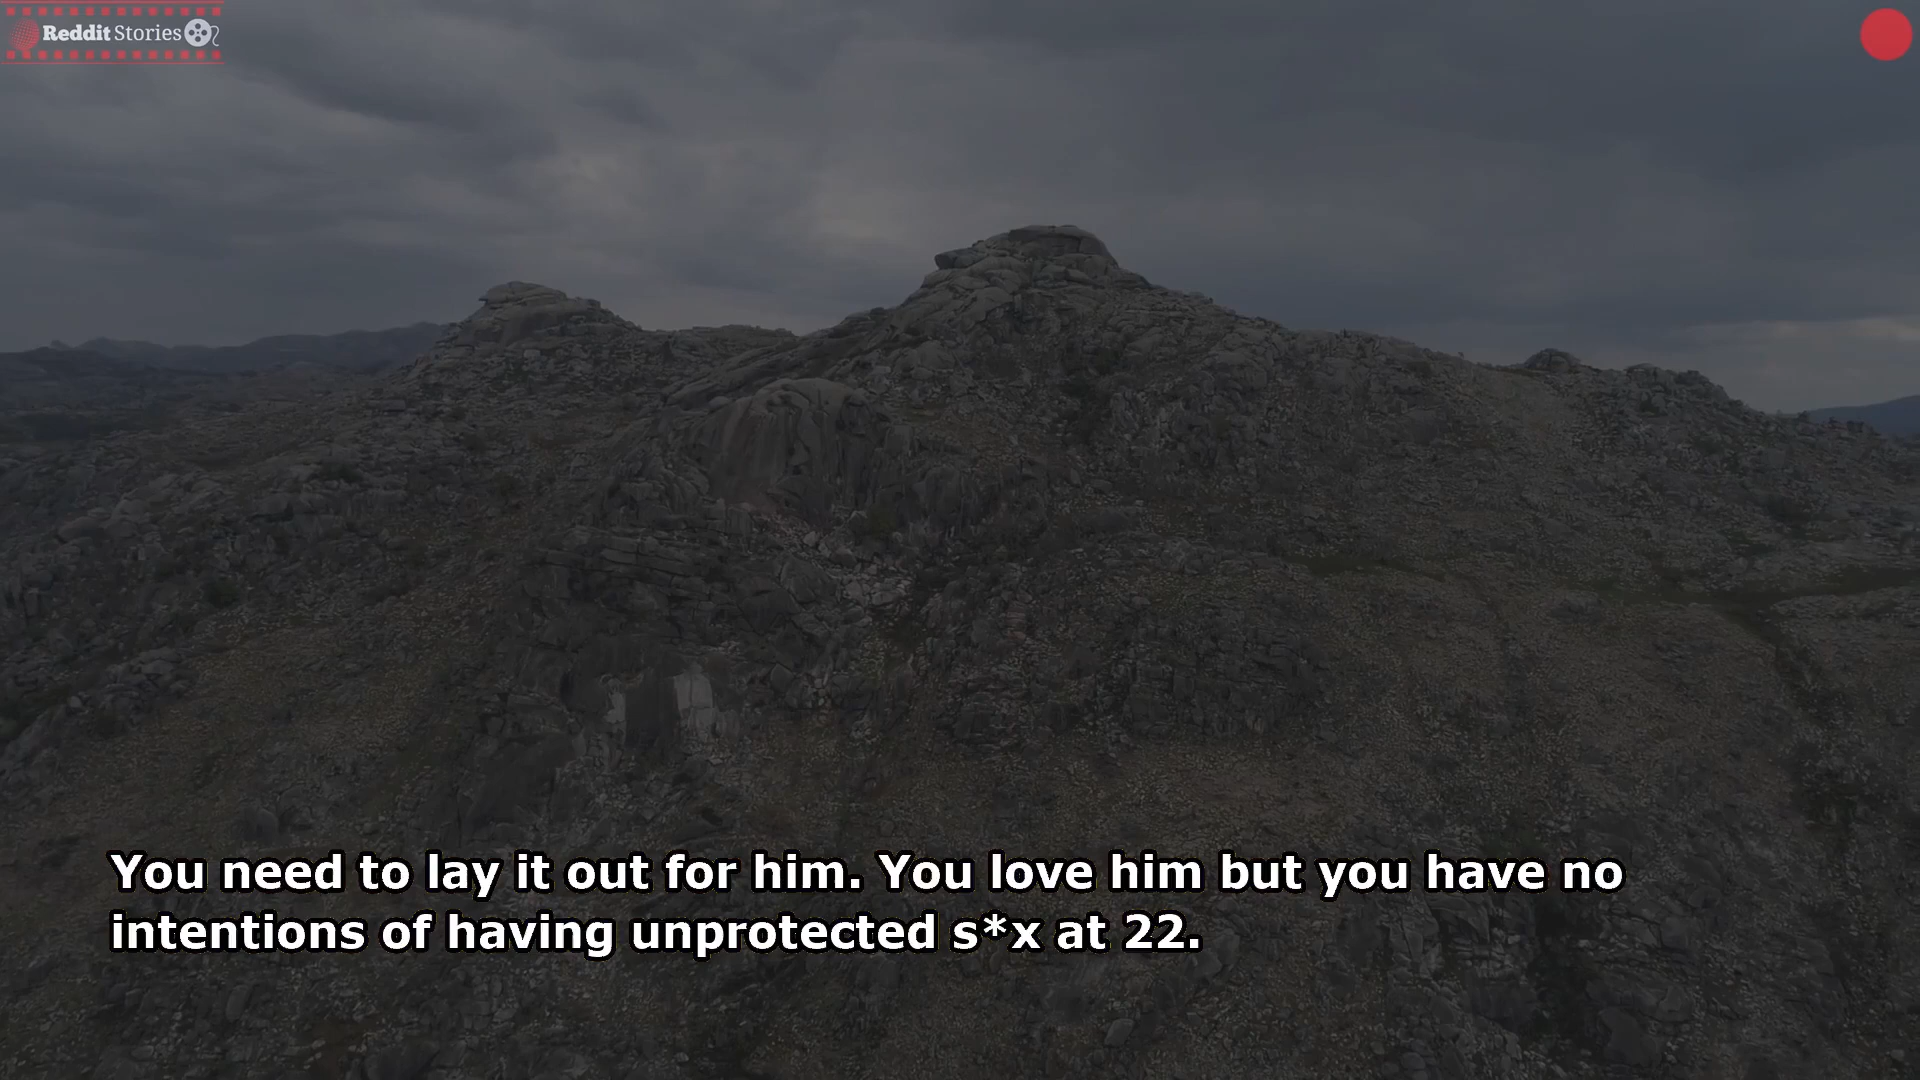 Reddit Stories
You need to lay it out for him. You love him but you have no
intentions of having unprotected s*x at 22.